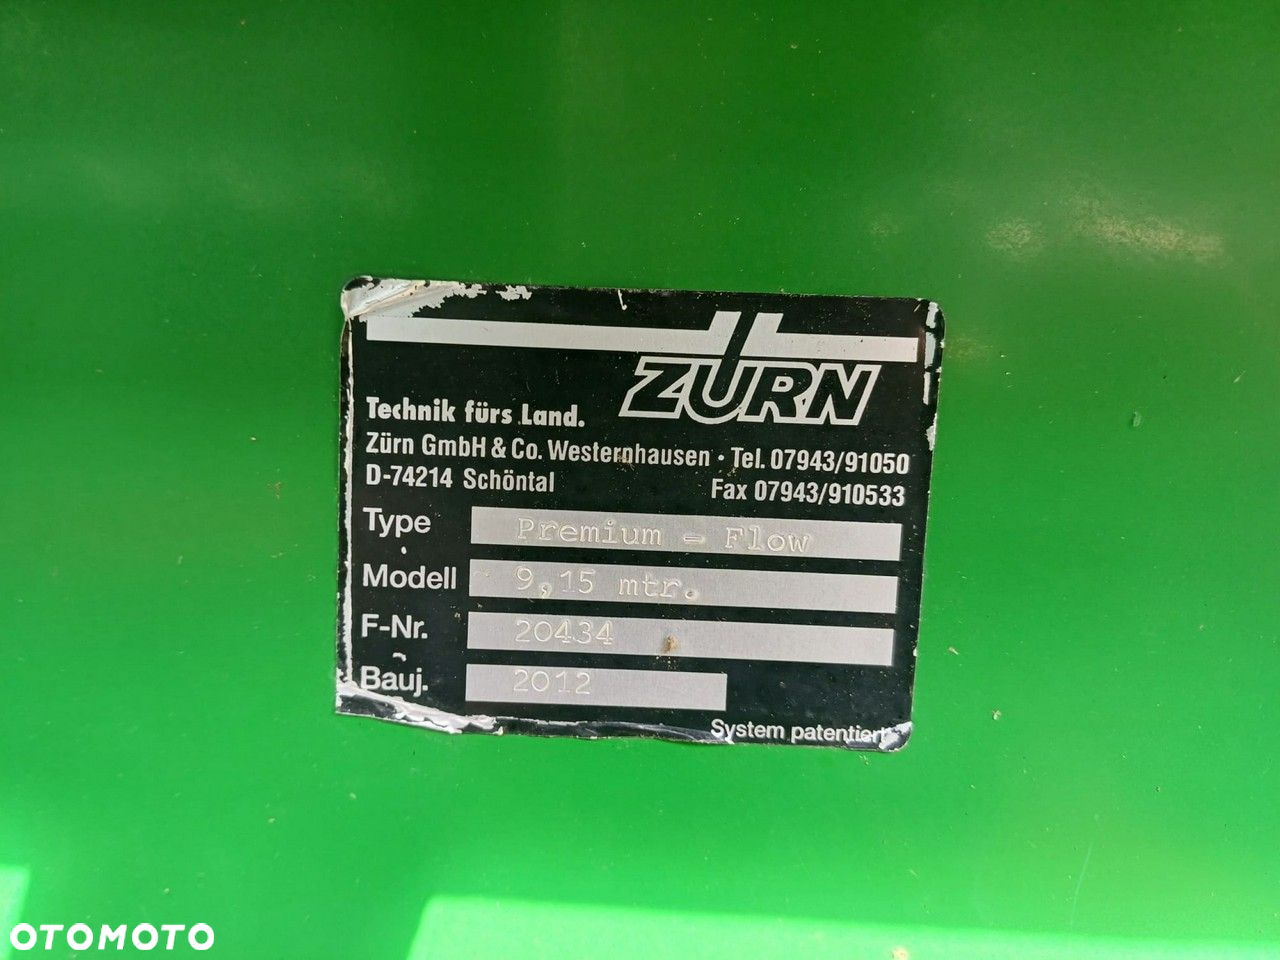 ZÜRN
Technik fürs Land.
Zürn GmbH & Co. Westernhausen · Tel. 07943/91050
D-74214 Schöntal Fax 07943/910533
Type Premium - Flow
Modell 9,15 mtr.
F-Nr. 20434
Bauj. 2012
System patentiert
OTOMOTO